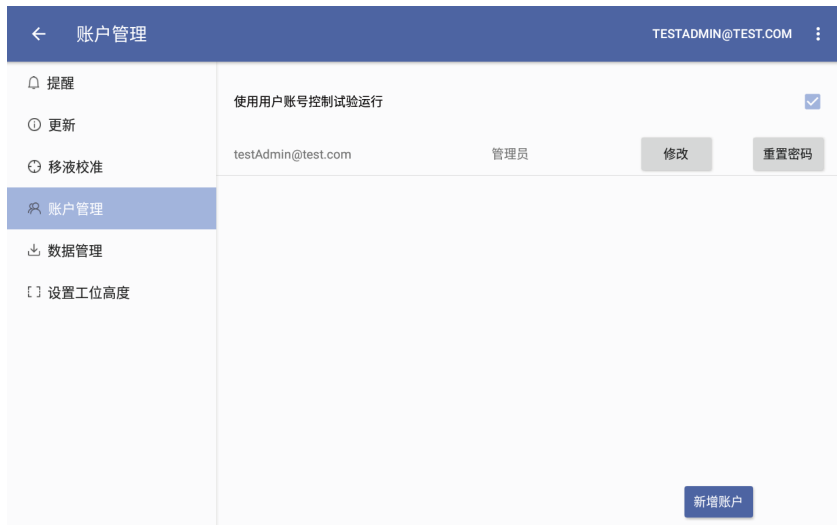 账户管理 TESTADMIN@TEST.COM
提醒
更新
移液校准
账户管理
数据管理
设置工位高度
使用用户账号控制试验运行
testAdmin@test.com 管理员 修改 重置密码
新增账户